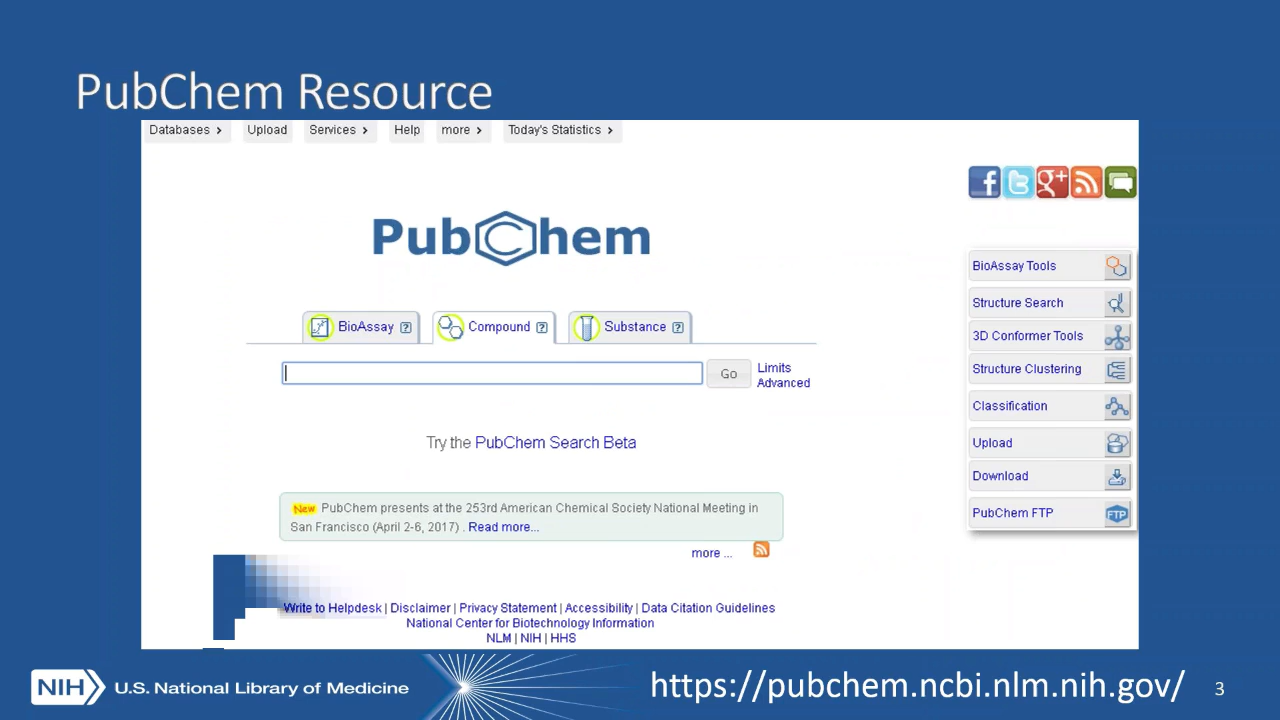 PubChem Resource
Databases Upload Services Help more Today's Statistics
PubChem
BioAssay Compound Substance
Go
Limits
Advanced
Try the PubChem Search Beta
New PubChem presents at the 253rd American Chemical Society National Meeting in
San Francisco (April 2-6, 2017) . Read more...
more ...
Write to Helpdesk | Disclaimer | Privacy Statement | Accessibility | Data Citation Guidelines
National Center for Biotechnology Information
NLM | NIH | HHS
BioAssay Tools
Structure Search
3D Conformer Tools
Structure Clustering
Classification
Upload
Download
PubChem FTP
FTP
NIH U.S. National Library of Medicine
https://pubchem.ncbi.nlm.nih.gov/
3